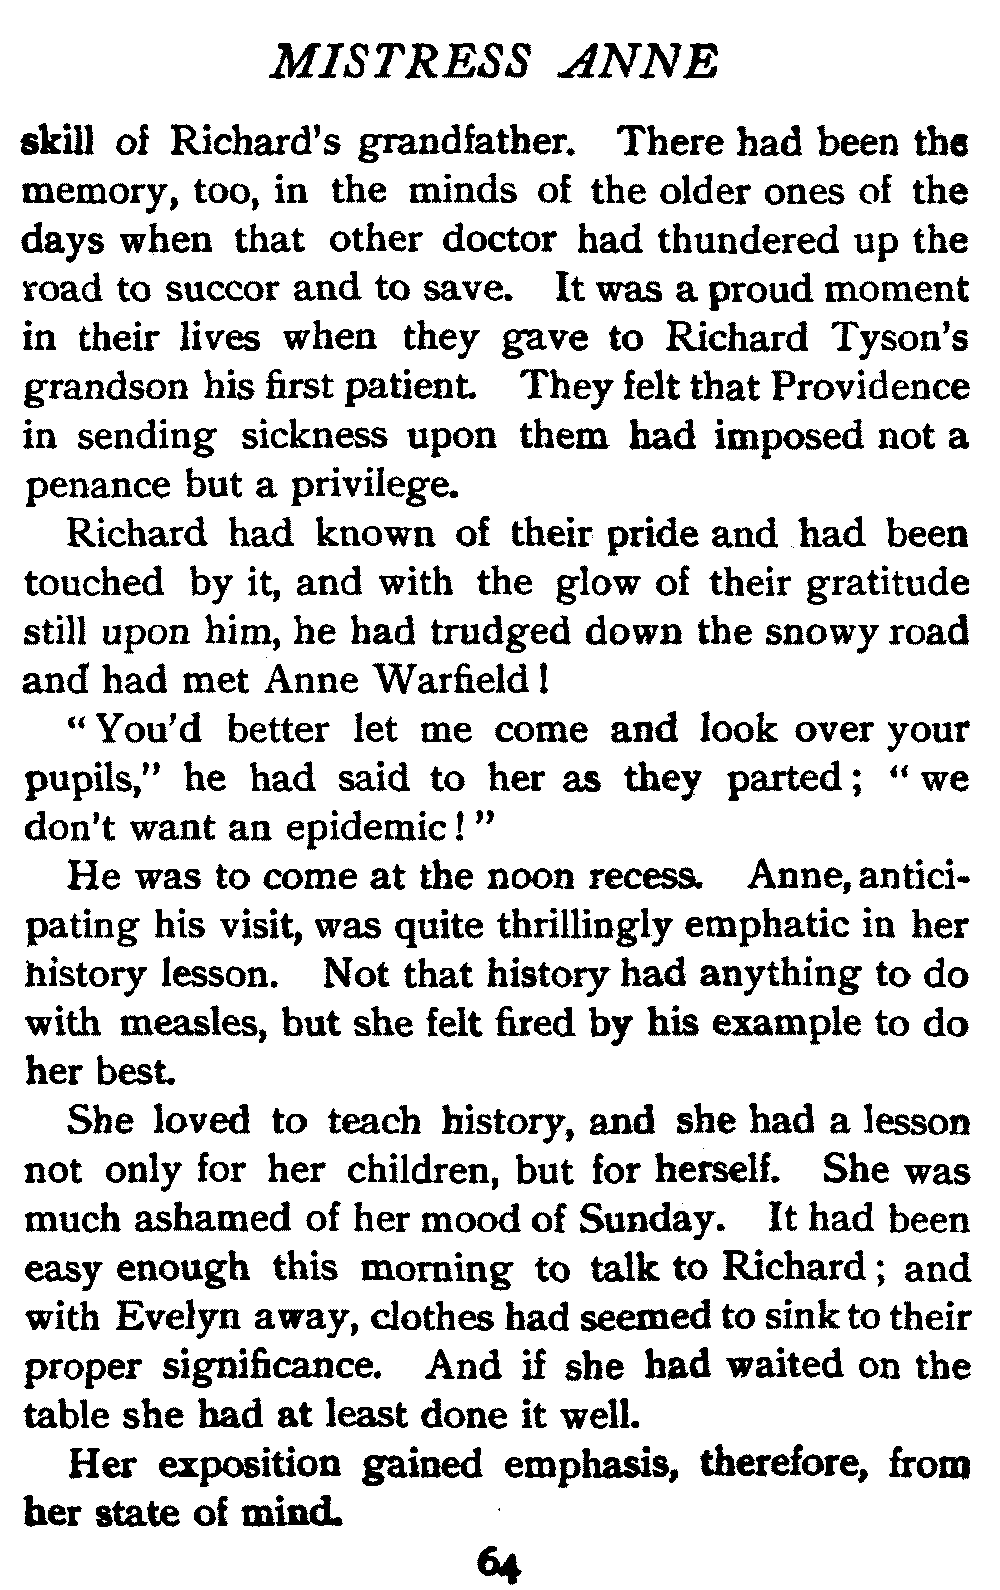 MISTRESS ANNE
skill of Richard's grandfather. There had been the
memory, too, in the minds of the older ones of the
days when that other doctor had thundered up the
road to succor and to save. It was a proud moment
in their lives when they gave to Richard Tyson's
grandson his first patient. They felt that Providence
in sending sickness upon them had imposed not a
penance but a privilege.
Richard had known of their pride and had been
touched by it, and with the glow of their gratitude
still upon him, he had trudged down the snowy road
and had met Anne Warfield!
"You'd better let me come and look over your
pupils," he had said to her as they parted; "we
don't want an epidemic!"
He was to come at the noon recess. Anne, antici-
pating his visit, was quite thrillingly emphatic in her
history lesson. Not that history had anything to do
with measles, but she felt fired by his example to do
her best.
She loved to teach history, and she had a lesson
not only for her children, but for herself. She was
much ashamed of her mood of Sunday. It had been
easy enough this morning to talk to Richard; and
with Evelyn away, clothes had seemed to sink to their
proper significance. And if she had waited on the
table she had at least done it well.
Her exposition gained emphasis, therefore, from
her state of mind.
64